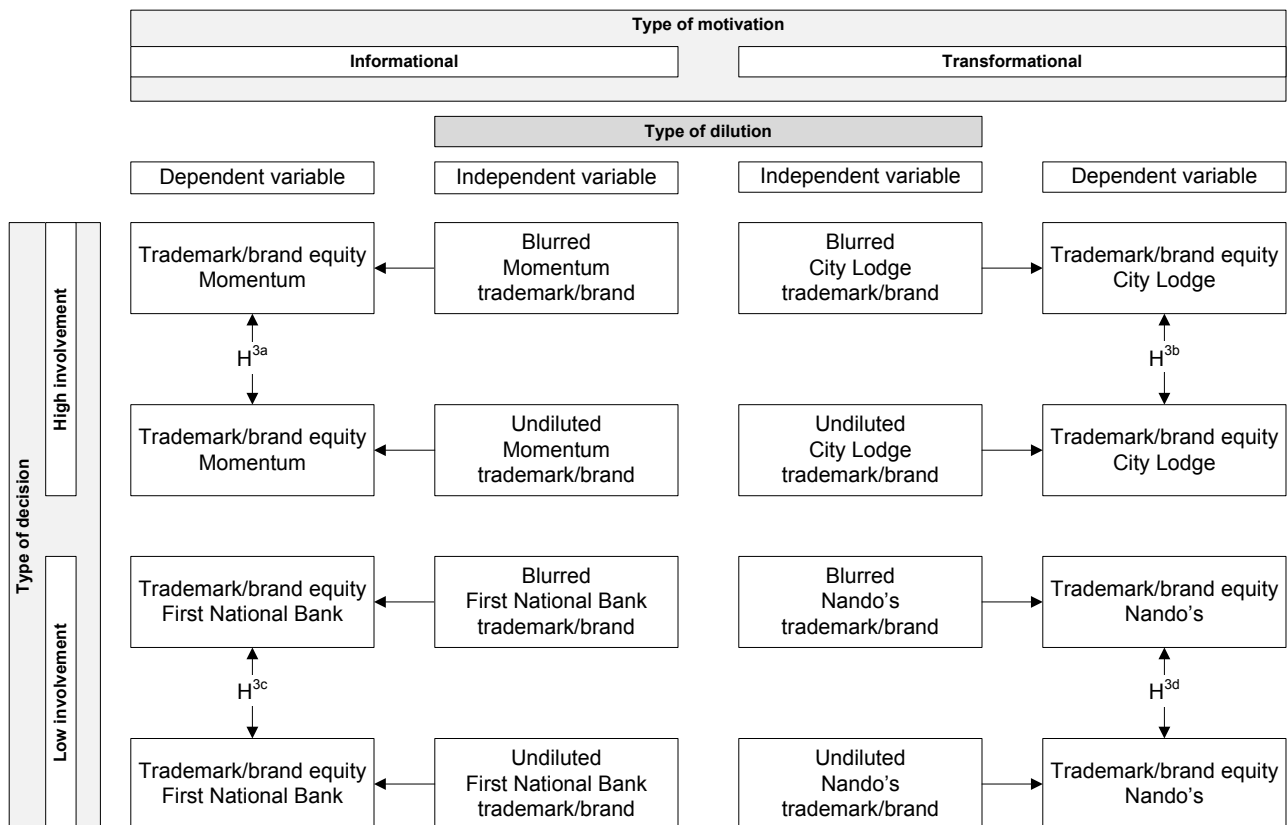 Type of motivation
Informational
Transformational
Type of dilution
Dependent variable
Independent variable
Independent variable
Dependent variable
Type of decision
High involvement
Trademark/brand equity
Momentum
Blurred
Momentum
trademark/brand
Blurred
City Lodge
trademark/brand
Trademark/brand equity
City Lodge
H3a
H3b
Trademark/brand equity
Momentum
Undiluted
Momentum
trademark/brand
Undiluted
City Lodge
trademark/brand
Trademark/brand equity
City Lodge
Low involvement
Trademark/brand equity
First National Bank
Blurred
First National Bank
trademark/brand
Blurred
Nando’s
trademark/brand
Trademark/brand equity
Nando’s
H3c
H3d
Trademark/brand equity
First National Bank
Undiluted
First National Bank
trademark/brand
Undiluted
Nando’s
trademark/brand
Trademark/brand equity
Nando’s